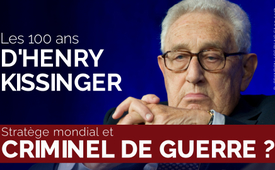 Les 100 ans
D'HENRY
KISSINGER
Stratège mondial et
CRIMINEL DE GUERRE ?